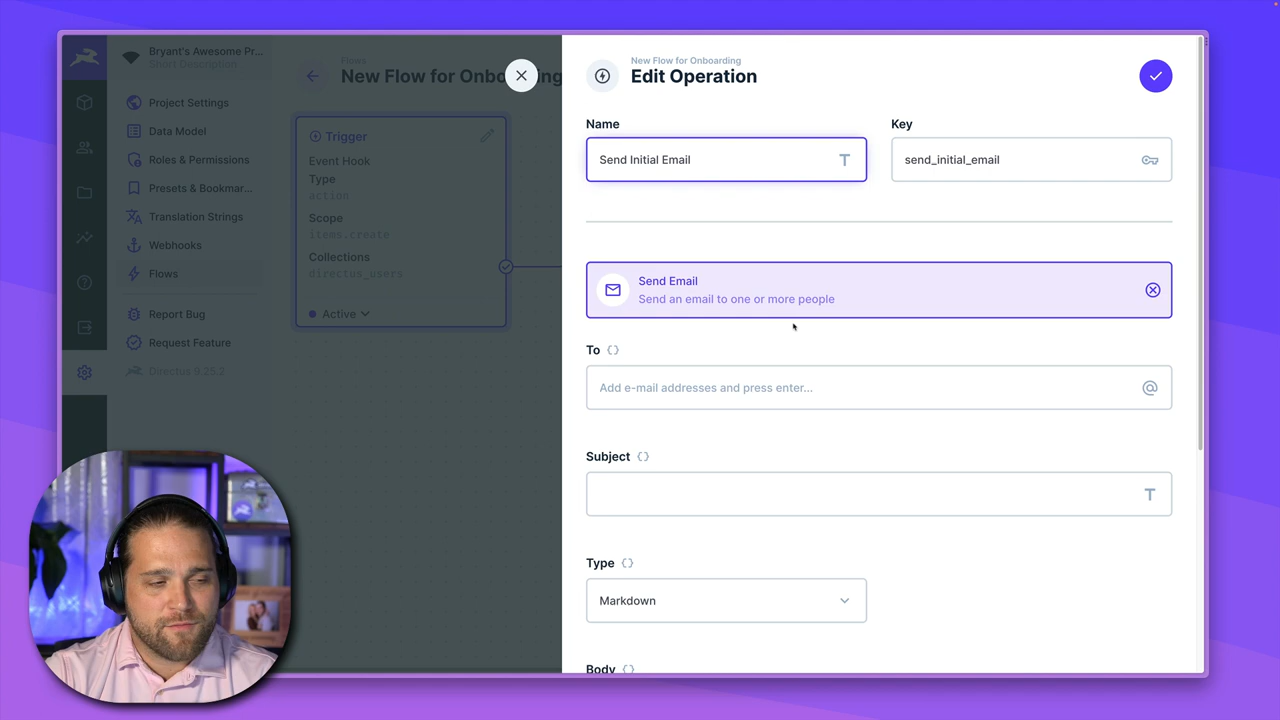 Bryant's Awesome Pr...
Short Description
Project Settings
Data Model
Roles & Permissions
Presets & Bookmar...
Translation Strings
Webhooks
Flows
Report Bug
Request Feature
Directus 9.25.2
Flows
New Flow for Onboarding
Trigger
Event Hook
Type
action
Scope
items.create
Collections
directus_users
Active
New Flow for Onboarding
Edit Operation
Name
Key
Send Initial Email
send_initial_email
Send Email
Send an email to one or more people
To
Add e-mail addresses and press enter...
Subject
Type
Markdown
Body